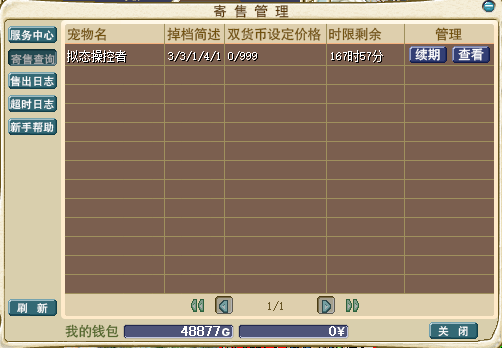 寄售管理
服务中心
寄售查询
售出日志
超时日志
新手帮助
刷新
宠物名 掉档简述 双货币设定价格 时限剩余 管理
拟态操控者 3/3/1/4/1 0/999 167时57分 续期 查看
1/1
我的钱包 48877G 0¥ 关闭